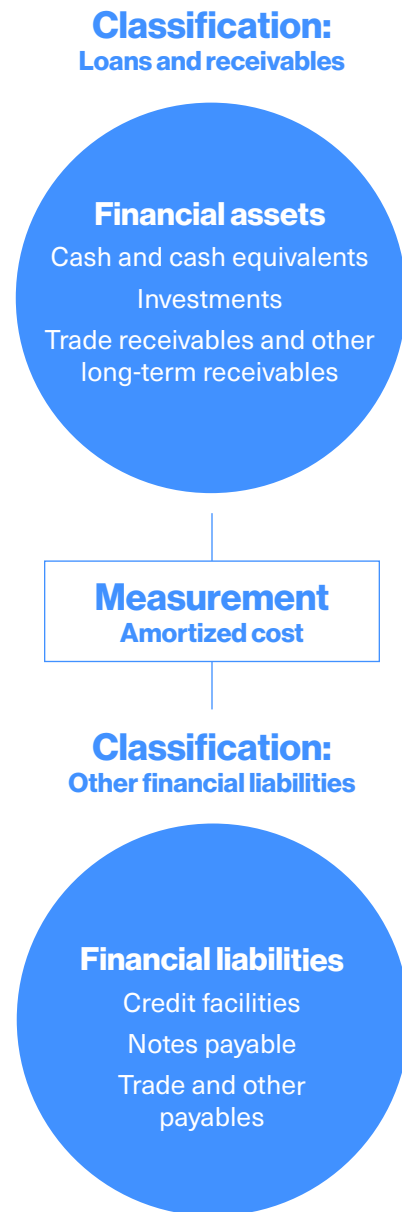 Classification:
Loans and receivables
Financial assets
Cash and cash equivalents
Investments
Trade receivables and other
long-term receivables
Measurement
Amortized cost
Classification:
Other financial liabilities
Financial liabilities
Credit facilities
Notes payable
Trade and other
payables